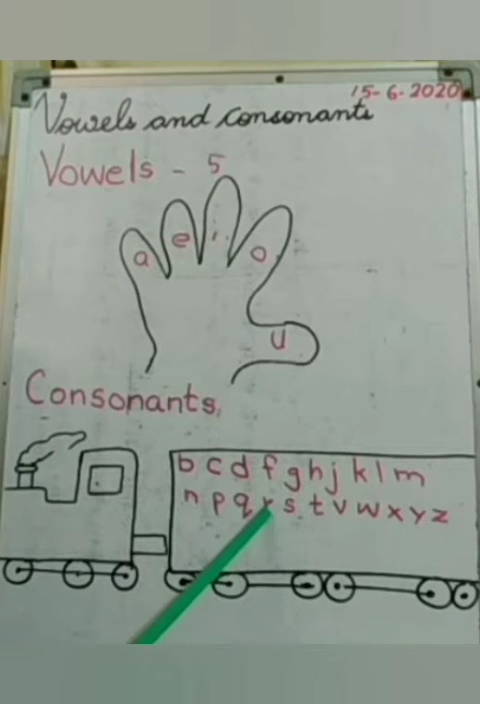 15-6-2020
Vowels and consonants
Vowels - 5
a e i o u
Consonants,
b c d f g h j k l m
n p q r s t v w x y z